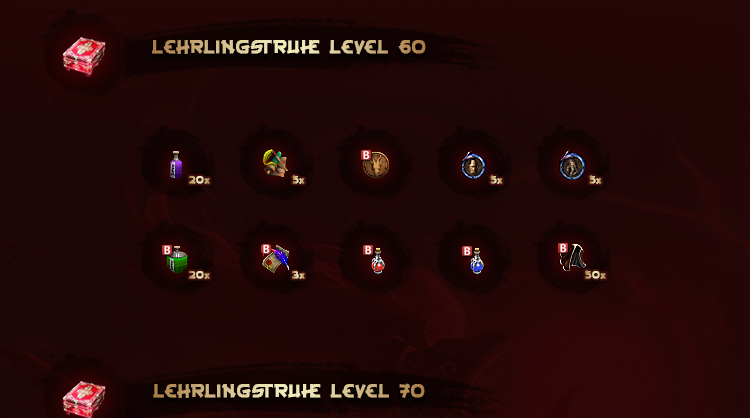 LEHRLINGSTRUHE LEVEL 60
20x 5x B 5x 5x
B 20x B 3x B B B 50x
LEHRLINGSTRUHE LEVEL 70